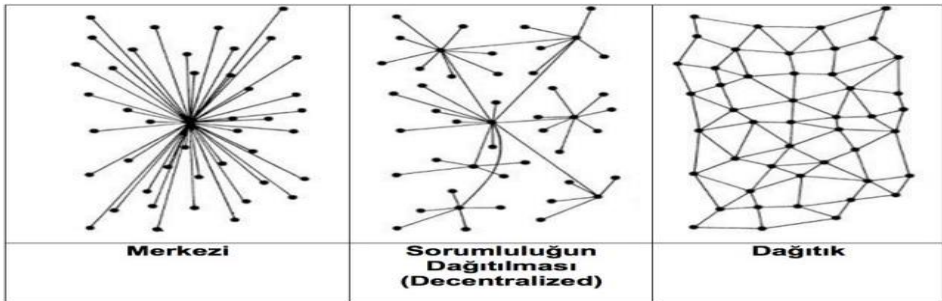 Merkezi
Sorumluluğun
Dağıtılması
(Decentralized)
Dağıtık